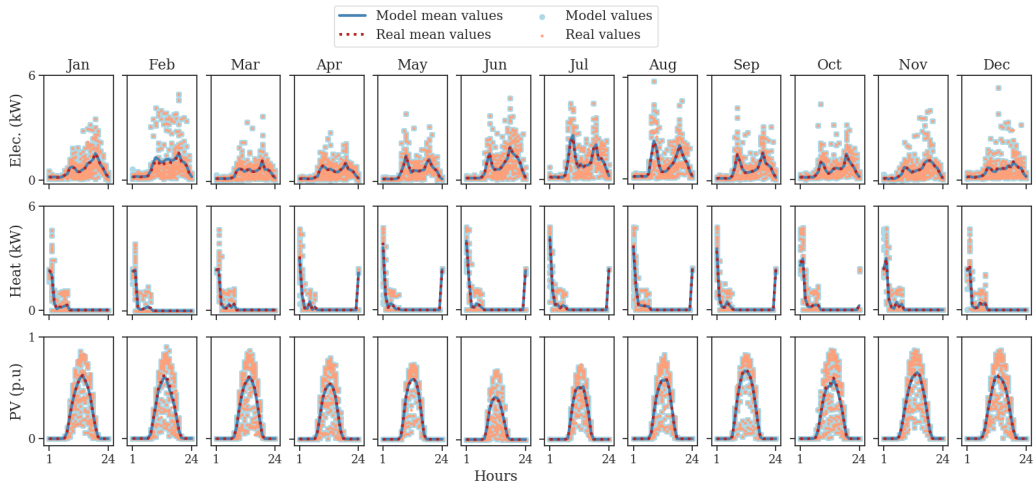 Model mean values Model values
Real mean values Real values
Jan Feb Mar Apr May Jun Jul Aug Sep Oct Nov Dec
6
Elec. (kW)
0
6
Heat (kW)
0
1
PV (p.u)
0
1 24 1 24 1 24 1 24 1 24 1 24 1 24 1 24 1 24 1 24 1 24 1 24
Hours